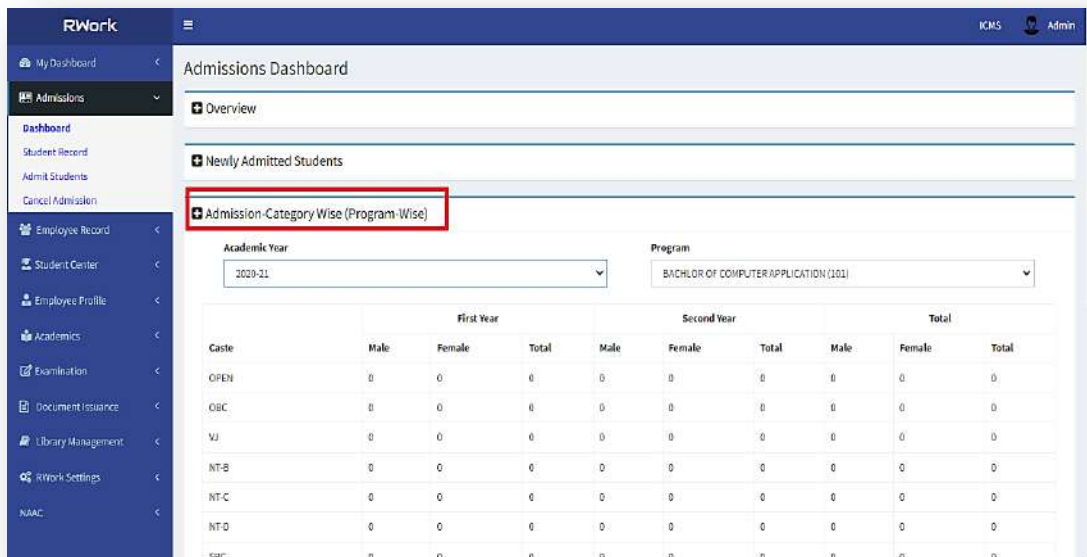 RWork
ICMS Admin
My Dashboard
Admissions
Dashboard
Student Record
Admit Students
Cancel Admission
Employee Record
Student Center
Employee Profile
Academics
Examination
Document Issuance
Library Management
RWork Settings
NAAC
Admissions Dashboard
Overview
Newly Admitted Students
Admission-Category Wise (Program-Wise)
Academic Year Program
2020-21 BACHLOR OF COMPUTER APPLICATION (101)
First Year Second Year Total
Caste Male Female Total Male Female Total Male Female Total
OPEN 0 0 0 0 0 0 0 0 0
OBC 0 0 0 0 0 0 0 0 0
VJ 0 0 0 0 0 0 0 0 0
NT-B 0 0 0 0 0 0 0 0 0
NT-C 0 0 0 0 0 0 0 0 0
NT-D 0 0 0 0 0 0 0 0 0